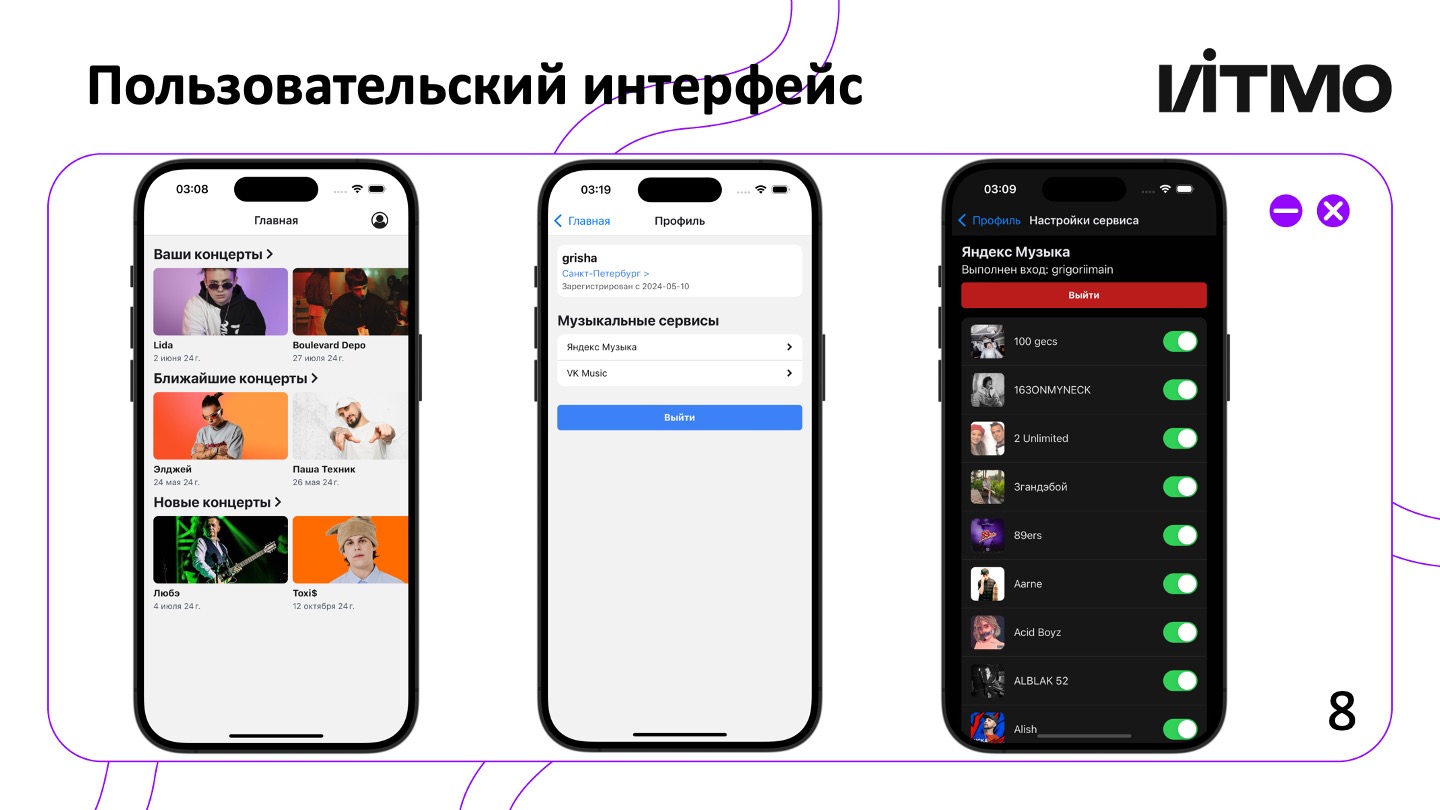 Пользовательский интерфейс
ИТМО
03:08
Главная
Ваши концерты
Lida
2 июня 24 г.
Boulevard Depo
27 июля 24 г.
Ближайшие концерты
Элджей
24 мая 24 г.
Паша Техник
26 мая 24 г.
Новые концерты
Любэ
4 июля 24 г.
Toxi$
12 октября 24 г.
03:19
Главная
Профиль
grisha
Санкт-Петербург >
Зарегистрирован с 2024-05-10
Музыкальные сервисы
Яндекс Музыка
VK Music
Выйти
03:09
Профиль
Настройки сервиса
Яндекс Музыка
Выполнен вход: grigoriimain
Выйти
100 gecs
163ONMYNECK
2 Unlimited
3гандэбой
89ers
Aarne
Acid Boyz
ALBLAK 52
Alish
8